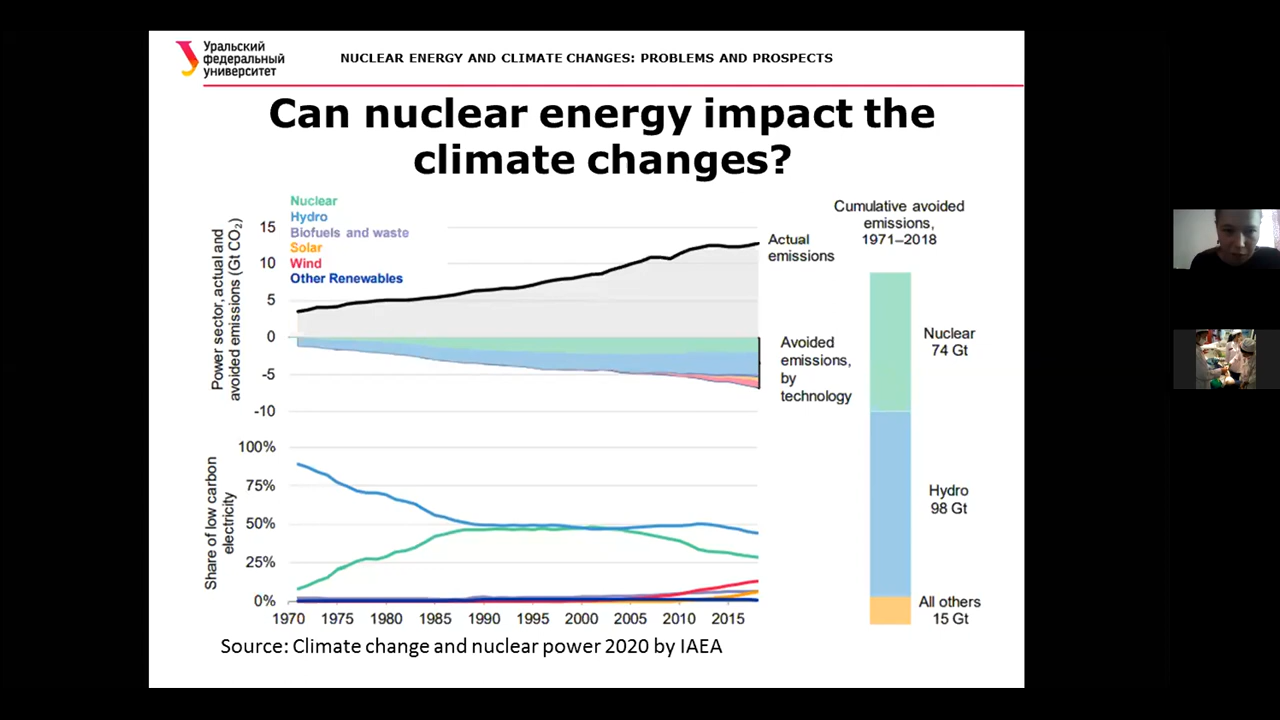 Уральский
федеральный
университет
NUCLEAR ENERGY AND CLIMATE CHANGES: PROBLEMS AND PROSPECTS
Can nuclear energy impact the
climate changes?
Nuclear
Hydro
Biofuels and waste
Solar
Wind
Other Renewables
Power sector, actual and
avoided emissions (Gt CO₂)
15
10
5
0
-5
-10
Actual
emissions
Avoided
emissions,
by
technology
Cumulative avoided
emissions,
1971–2018
Nuclear
74 Gt
Hydro
98 Gt
All others
15 Gt
Share of low carbon
electricity
100%
75%
50%
25%
0%
1970 1975 1980 1985 1990 1995 2000 2005 2010 2015
Source: Climate change and nuclear power 2020 by IAEA